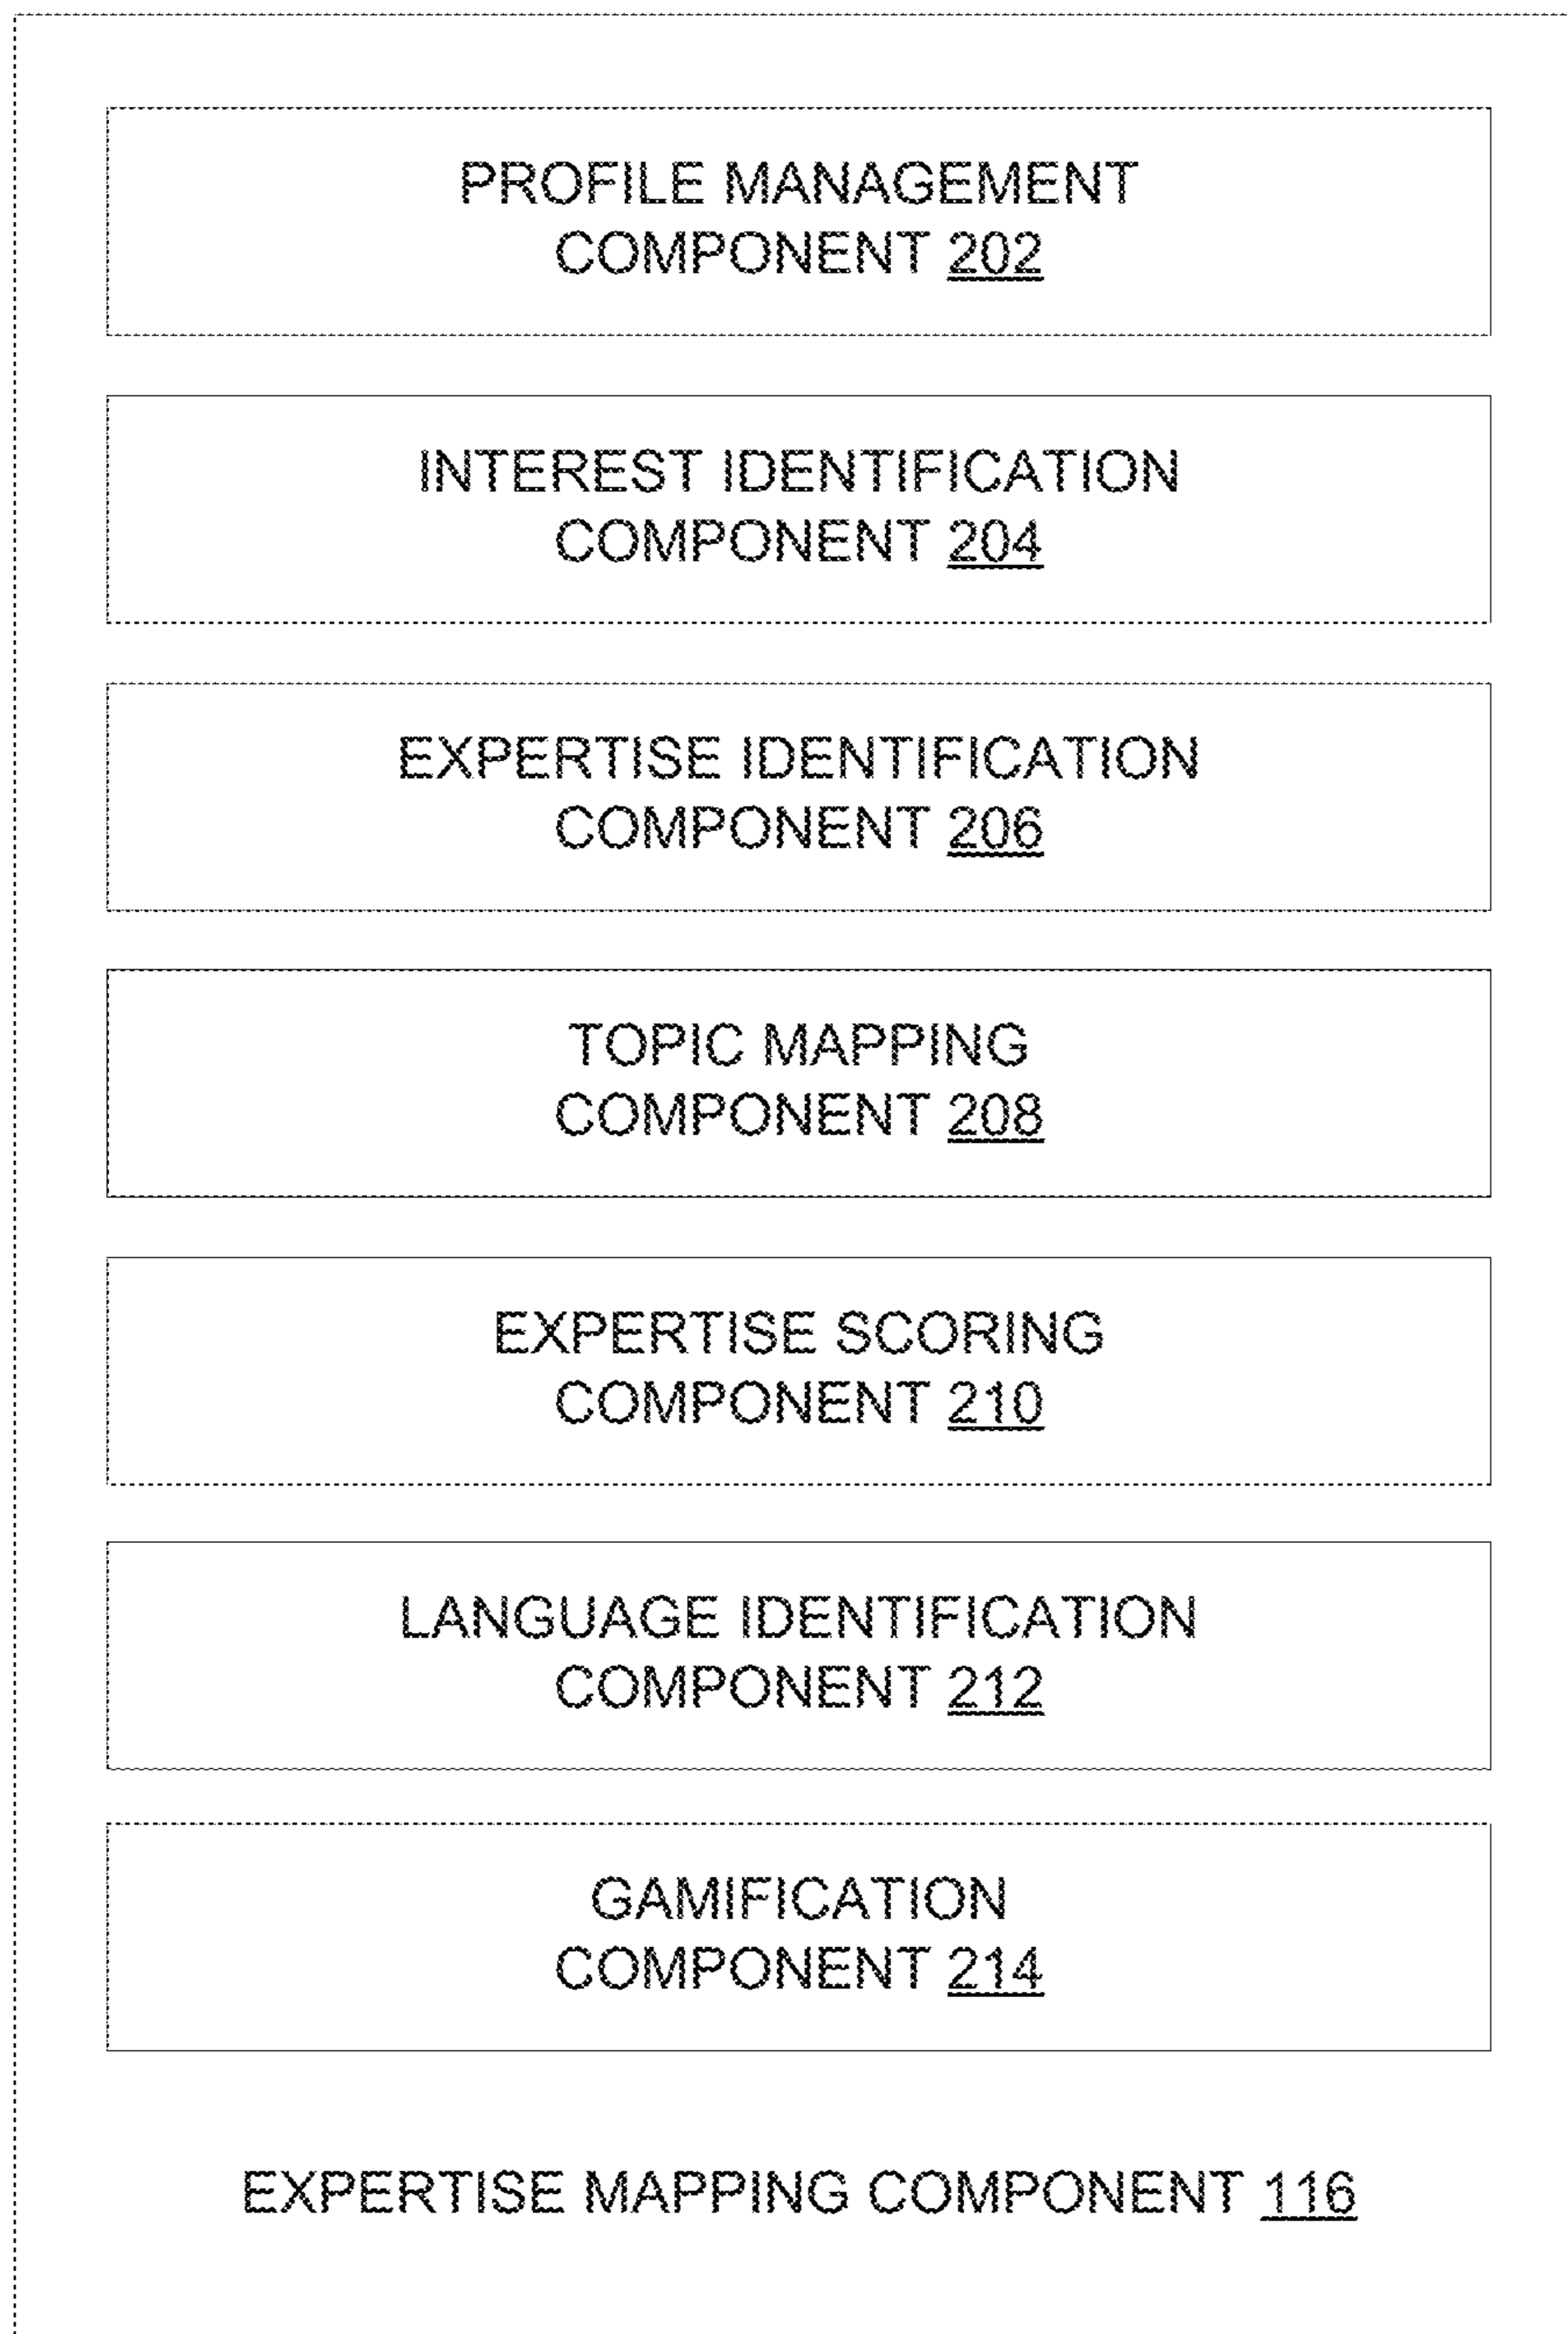 PROFILE MANAGEMENT
COMPONENT 202
INTEREST IDENTIFICATION
COMPONENT 204
EXPERTISE IDENTIFICATION
COMPONENT 206
TOPIC MAPPING
COMPONENT 208
EXPERTISE SCORING
COMPONENT 210
LANGUAGE IDENTIFICATION
COMPONENT 212
GAMIFICATION
COMPONENT 214
EXPERTISE MAPPING COMPONENT 116